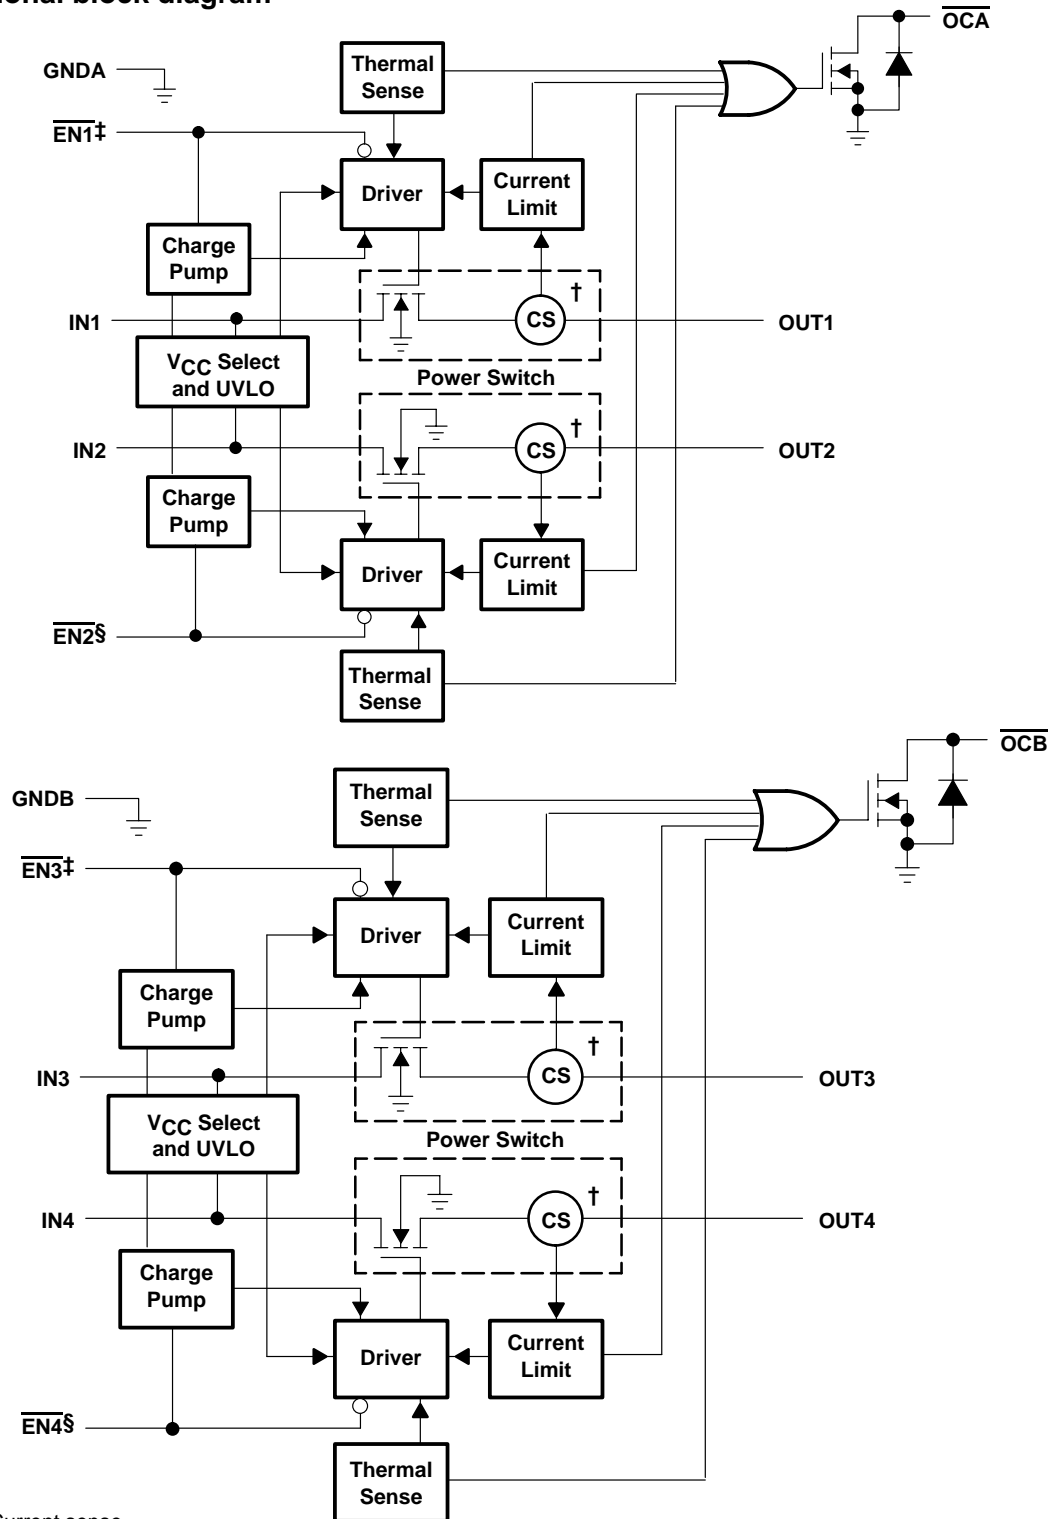 block diagram
OCA
GNDA
Thermal
Sense
EN1‡
Driver
Current
Limit
Charge
Pump
†
IN1
CS
OUT1
VCC Select
and UVLO
Power Switch
†
IN2
CS
OUT2
Charge
Pump
Driver
Current
Limit
EN2§
Thermal
Sense
OCB
GNDB
Thermal
Sense
EN3‡
Driver
Current
Limit
Charge
Pump
†
IN3
CS
OUT3
VCC Select
and UVLO
Power Switch
†
IN4
CS
OUT4
Charge
Pump
Driver
Current
Limit
EN4§
Thermal
Sense
sense